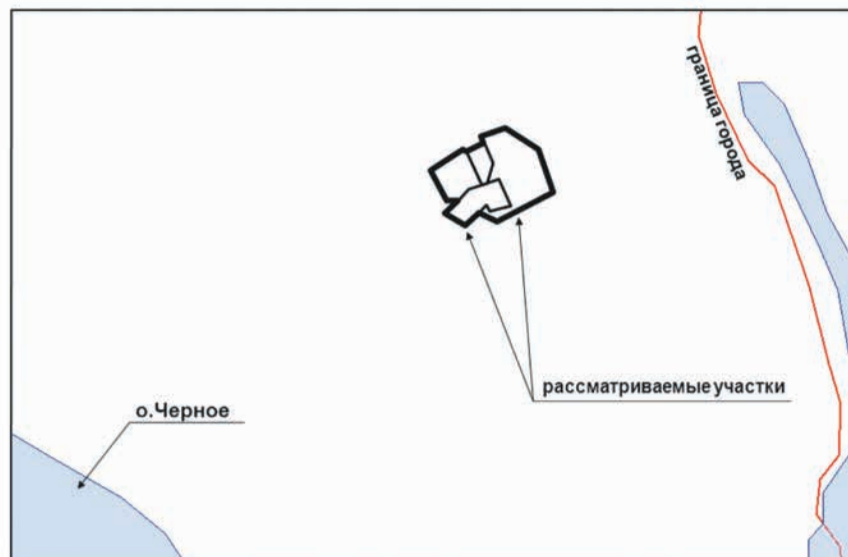 граница города
рассматриваемые участки
о.Черное